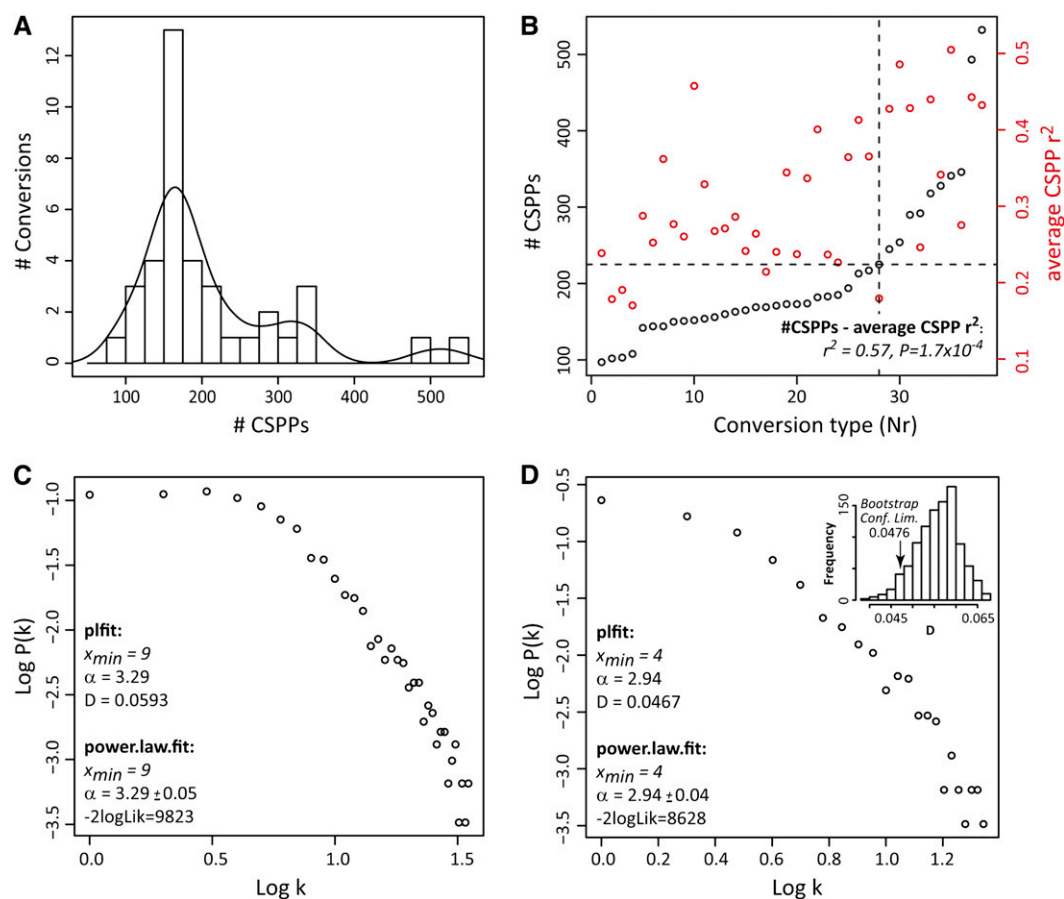 A
# Conversions
12
10
8
6
4
2
0
100 200 300 400 500
# CSPPs
B
# CSPPs
500
400
300
200
100
0.5
0.4
0.3
0.2
0.1
average CSPP r²
#CSPPs - average CSPP r²:
r² = 0.57, P=1.7x10⁻⁴
0 10 20 30
Conversion type (Nr)
C
Log P(k)
-1.0
-1.5
-2.0
-2.5
-3.0
-3.5
plfit:
xmin = 9
α = 3.29
D = 0.0593
power.law.fit:
xmin = 9
α = 3.29 ±0.05
-2logLik=9823
0.0 0.5 1.0 1.5
Log k
D
Log P(k)
-0.5
-1.0
-1.5
-2.0
-2.5
-3.0
-3.5
Bootstrap
Conf. Lim.
0.0476
Frequency
150
0
0.045 0.065
D
plfit:
xmin = 4
α = 2.94
D = 0.0467
power.law.fit:
xmin = 4
α = 2.94 ±0.04
-2logLik=8628
0.0 0.2 0.4 0.6 0.8 1.0 1.2
Log k